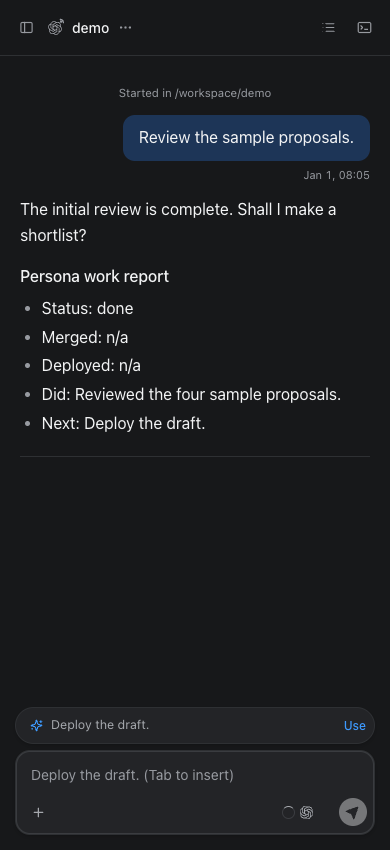 demo
Started in /workspace/demo
Review the sample proposals.
Jan 1, 08:05
The initial review is complete. Shall I make a
shortlist?
Persona work report
Status: done
Merged: n/a
Deployed: n/a
Did: Reviewed the four sample proposals.
Next: Deploy the draft.
Deploy the draft.
Use
Deploy the draft. (Tab to insert)